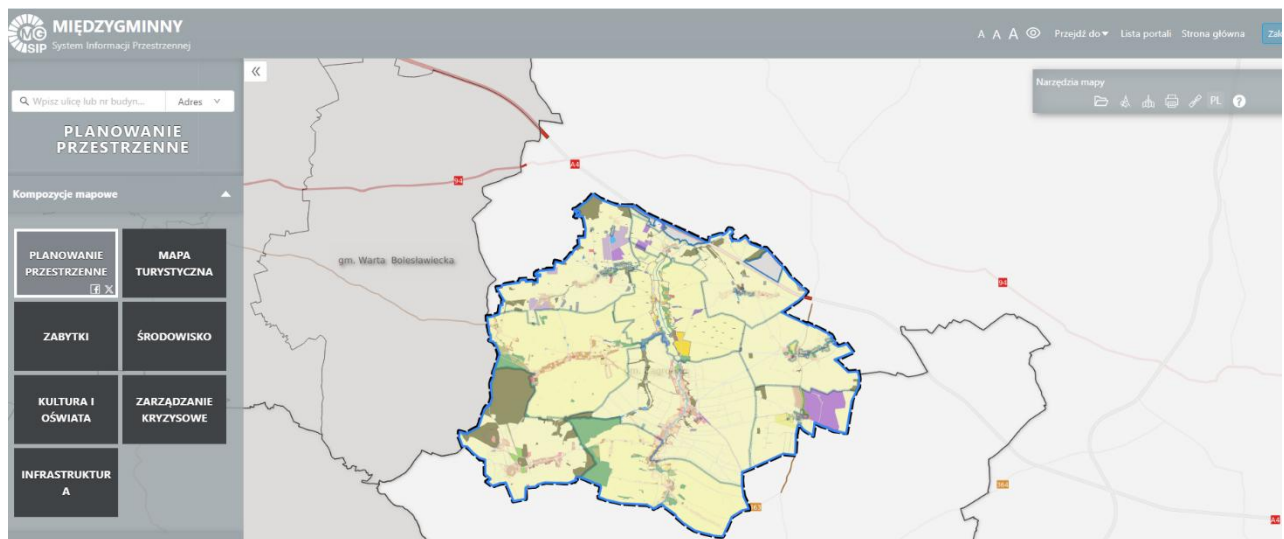 MIĘDZYGMINNY
MG
SIP
System Informacji Przestrzennej
A A A
Przejdź do
Lista portali
Strona główna
Wpisz ulicę lub nr budyn...
Adres
PLANOWANIE
PRZESTRZENNE
Narzędzia mapy
PL
?
Kompozycje mapowe
PLANOWANIE
PRZESTRZENNE
MAPA
TURYSTYCZNA
ZABYTKI
ŚRODOWISKO
KULTURA I
OŚWIATA
ZARZĄDZANIE
KRYZYSOWE
INFRASTRUKTUR
A
A4
94
gm. Warta Bolesławiecka
94
363
364
A4